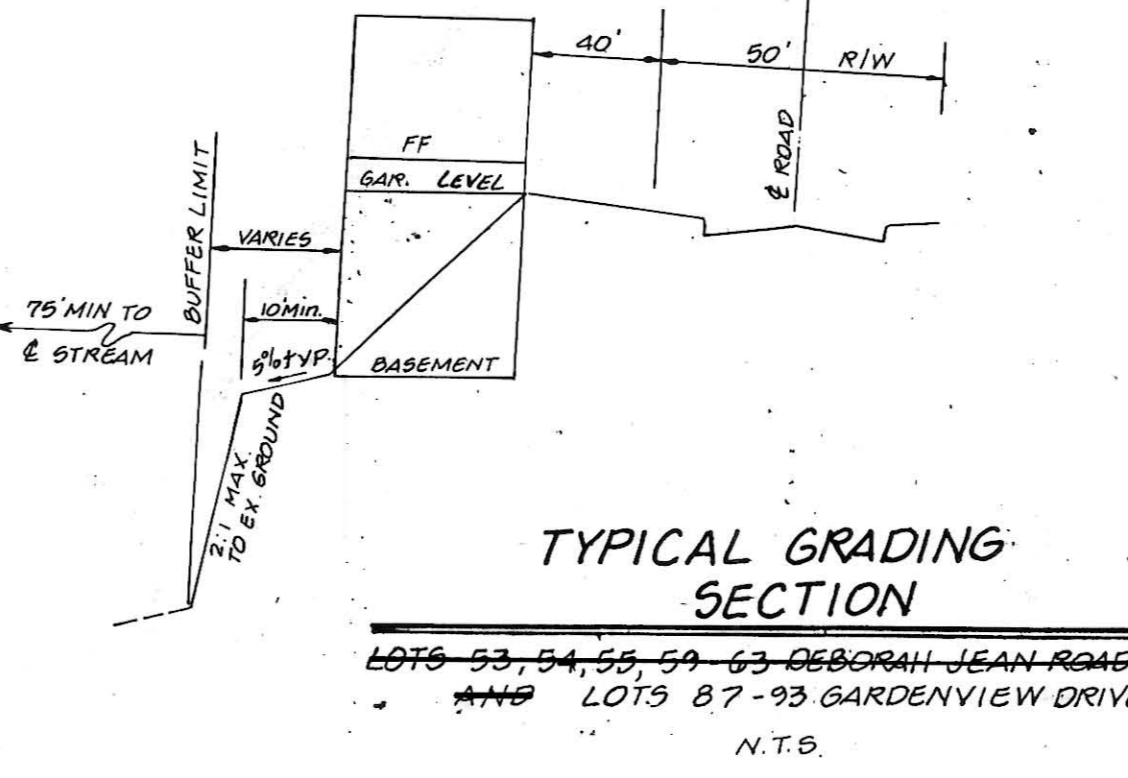 40'
50' R/W
℄ ROAD
FF
GAR. LEVEL
BUFFER LIMIT
VARIES
75' MIN TO
℄ STREAM
10' Min.
5% TYP.
BASEMENT
2:1 MAX.
TO EX. GROUND
TYPICAL GRADING
SECTION
LOTS 53, 54, 55, 59-63 DEBORAH JEAN ROAD
AND LOTS 87-93 GARDENVIEW DRIVE
N.T.S.